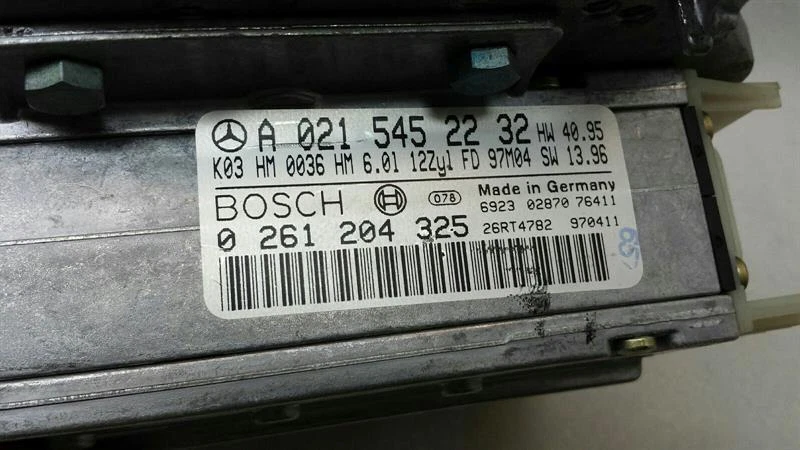 A 021 545 22 32 HW 40.95
K03 HM 0036 HM 6.0l 12Zyl FD 97M04 SW 13.96
BOSCH 078 Made in Germany
6923 02870 76411
0 261 204 325 26RT4782 970411